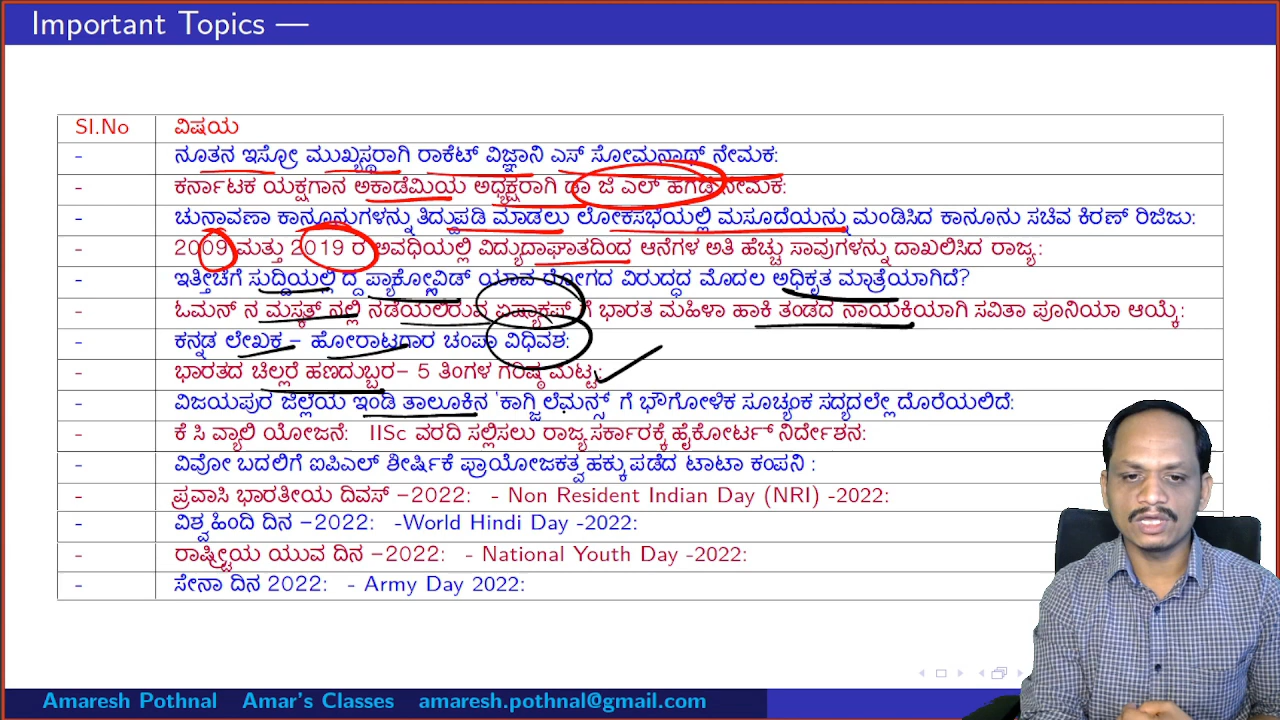 Important Topics —
Sl.No ವಿಷಯ
- ನೂತನ ಇಸ್ರೋ ಮುಖ್ಯಸ್ಥರಾಗಿ ರಾಕೆಟ್ ವಿಜ್ಞಾನಿ ಎಸ್ ಸೋಮನಾಥ್ ನೇಮಕ:
- ಕರ್ನಾಟಕ ಯಕ್ಷಗಾನ ಅಕಾಡೆಮಿಯ ಅಧ್ಯಕ್ಷರಾಗಿ ಡಾ ಜೆ ಎಲ್ ಹೆಗಡೆ ನೇಮಕ:
- ಚುನಾವಣಾ ಕಾನೂನುಗಳನ್ನು ತಿದ್ದುಪಡಿ ಮಾಡಲು ಲೋಕಸಭೆಯಲ್ಲಿ ಮಸೂದೆಯನ್ನು ಮಂಡಿಸಿದ ಕಾನೂನು ಸಚಿವ ಕಿರಣ್ ರಿಜಿಜು:
- 2009 ಮತ್ತು 2019 ರ ಅವಧಿಯಲ್ಲಿ ವಿದ್ಯುದಾಘಾತದಿಂದ ಆನೆಗಳ ಅತಿ ಹೆಚ್ಚು ಸಾವುಗಳನ್ನು ದಾಖಲಿಸಿದ ರಾಜ್ಯ:
- ಇತ್ತೀಚೆಗೆ ಸುದ್ದಿಯಲ್ಲಿದ್ದ ಪ್ಯಾಕ್ಲೋವಿಡ್ ಯಾವ ರೋಗದ ವಿರುದ್ಧದ ಮೊದಲ ಅಧಿಕೃತ ಮಾತ್ರೆಯಾಗಿದೆ?
- ಓಮನ್ ನ ಮಸ್ಕತ್ ನಲ್ಲಿ ನಡೆಯಲಿರುವ ಏಷ್ಯಾಕಪ್ ಗೆ ಭಾರತ ಮಹಿಳಾ ಹಾಕಿ ತಂಡದ ನಾಯಕಿಯಾಗಿ ಸವಿತಾ ಪೂನಿಯಾ ಆಯ್ಕೆ:
- ಕನ್ನಡ ಲೇಖಕ – ಹೋರಾಟಗಾರ ಚಂಪಾ ವಿಧಿವಶ:
- ಭಾರತದ ಚಿಲ್ಲರೆ ಹಣದುಬ್ಬರ– 5 ತಿಂಗಳ ಗರಿಷ್ಠ ಮಟ್ಟ:
- ವಿಜಯಪುರ ಜಿಲ್ಲೆಯ ಇಂಡಿ ತಾಲೂಕಿನ 'ಕಾಗ್ಜಿ ಲೆಮನ್ಸ್' ಗೆ ಭೌಗೋಳಿಕ ಸೂಚ್ಯಂಕ ಸದ್ಯದಲ್ಲೇ ದೊರೆಯಲಿದೆ:
- ಕೆ ಸಿ ವ್ಯಾಲಿ ಯೋಜನೆ: IISc ವರದಿ ಸಲ್ಲಿಸಲು ರಾಜ್ಯಸರ್ಕಾರಕ್ಕೆ ಹೈಕೋರ್ಟ್ ನಿರ್ದೇಶನ:
- ವಿವೋ ಬದಲಿಗೆ ಐಪಿಎಲ್ ಶೀರ್ಷಿಕೆ ಪ್ರಾಯೋಜಕತ್ವ ಹಕ್ಕು ಪಡೆದ ಟಾಟಾ ಕಂಪನಿ :
- ಪ್ರವಾಸಿ ಭಾರತೀಯ ದಿವಸ್ –2022: - Non Resident Indian Day (NRI) -2022:
- ವಿಶ್ವ ಹಿಂದಿ ದಿನ –2022: -World Hindi Day -2022:
- ರಾಷ್ಟ್ರೀಯ ಯುವ ದಿನ –2022: - National Youth Day -2022:
- ಸೇನಾ ದಿನ 2022: - Army Day 2022:
Amaresh Pothnal Amar's Classes amaresh.pothnal@gmail.com